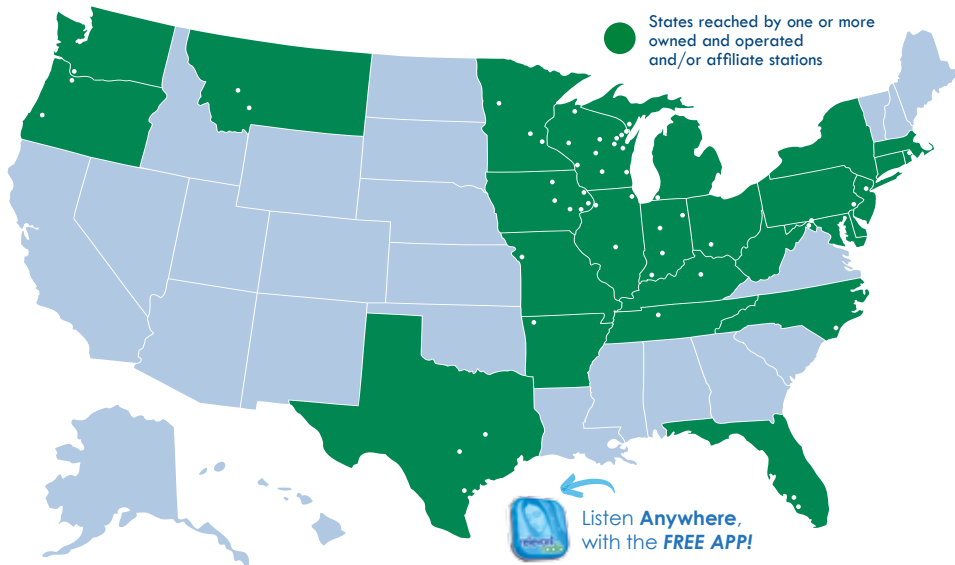 States reached by one or more
owned and operated
and/or affiliate stations
relevant
Listen Anywhere,
with the FREE APP!